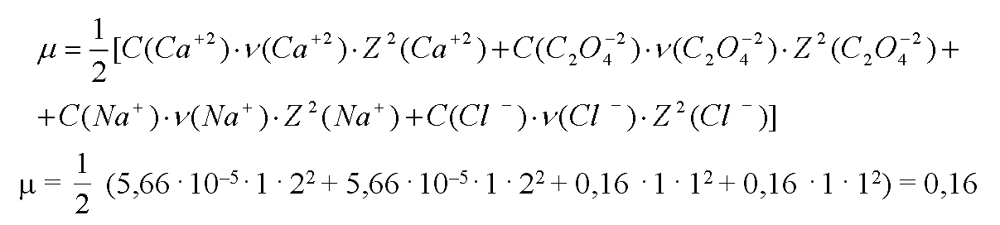 μ = 1/2 [C(Ca⁺²)·ν(Ca⁺²)·Z²(Ca⁺²)+C(C₂O₄⁻²)·ν(C₂O₄⁻²)·Z²(C₂O₄⁻²)+
+C(Na⁺)·ν(Na⁺)·Z²(Na⁺)+C(Cl⁻)·ν(Cl⁻)·Z²(Cl⁻)]
μ = 1/2 (5,66 · 10⁻⁵ · 1 · 2² + 5,66 · 10⁻⁵ · 1 · 2² + 0,16 · 1 · 1² + 0,16 · 1 · 1²) = 0,16